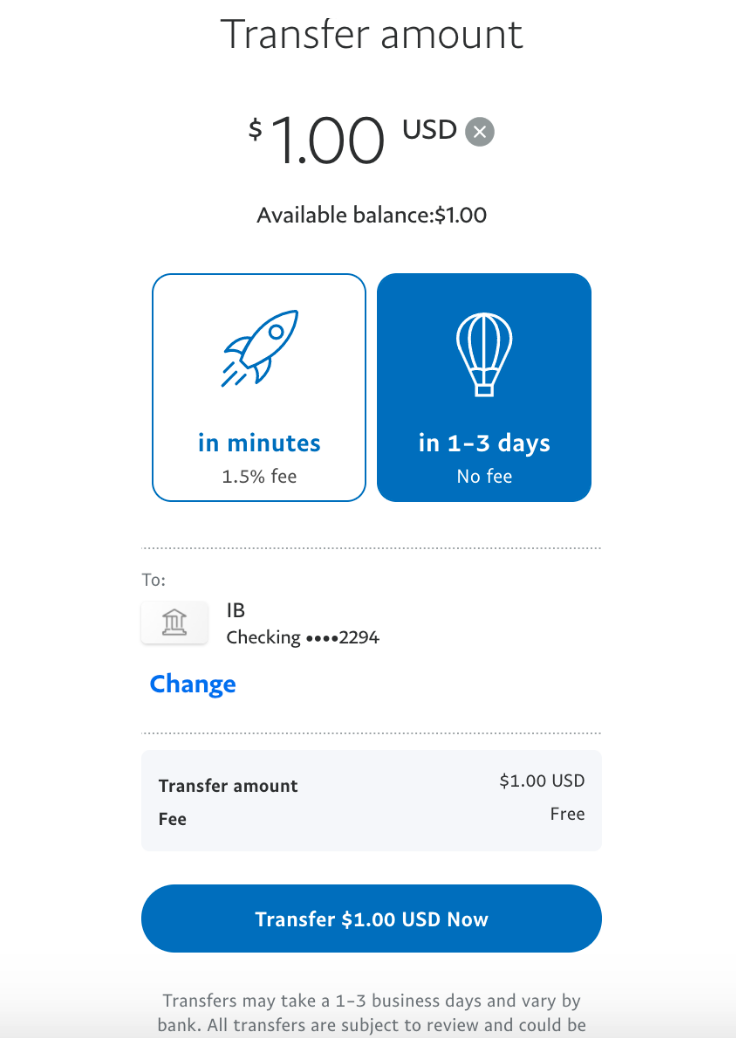 Transfer amount
$1.00 USD
Available balance:$1.00
in minutes
1.5% fee
in 1-3 days
No fee
To:
IB
Checking ••••2294
Change
Transfer amount $1.00 USD
Fee Free
Transfer $1.00 USD Now
Transfers may take a 1-3 business days and vary by
bank. All transfers are subject to review and could be